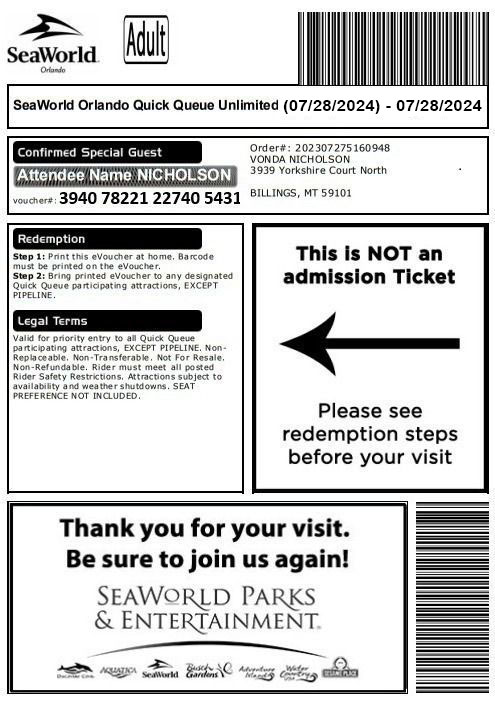 SeaWorld
Orlando
Adult
SeaWorld Orlando Quick Queue Unlimited (07/28/2024) - 07/28/2024
Confirmed Special Guest
Attendee Name NICHOLSON
voucher#: 3940 78221 22740 5431
Order#: 202307275160948
VONDA NICHOLSON
3939 Yorkshire Court North
BILLINGS, MT 59101
Redemption
Step 1: Print this eVoucher at home. Barcode
must be printed on the eVoucher.
Step 2: Bring printed eVoucher to any designated
Quick Queue participating attractions, EXCEPT
PIPELINE.
Legal Terms
Valid for priority entry to all Quick Queue
participating attractions, EXCEPT PIPELINE. Non-
Replaceable. Non-Transferable. Not For Resale.
Non-Refundable. Rider must meet all posted
Rider Safety Restrictions. Attractions subject to
availability and weather shutdowns. SEAT
PREFERENCE NOT INCLUDED.
This is NOT an
admission Ticket
Please see
redemption steps
before your visit
Thank you for your visit.
Be sure to join us again!
SEAWORLD PARKS
& ENTERTAINMENT
Discovery Cove AQUATICA SeaWorld Busch Gardens Adventure Island Water Country USA SESAME PLACE